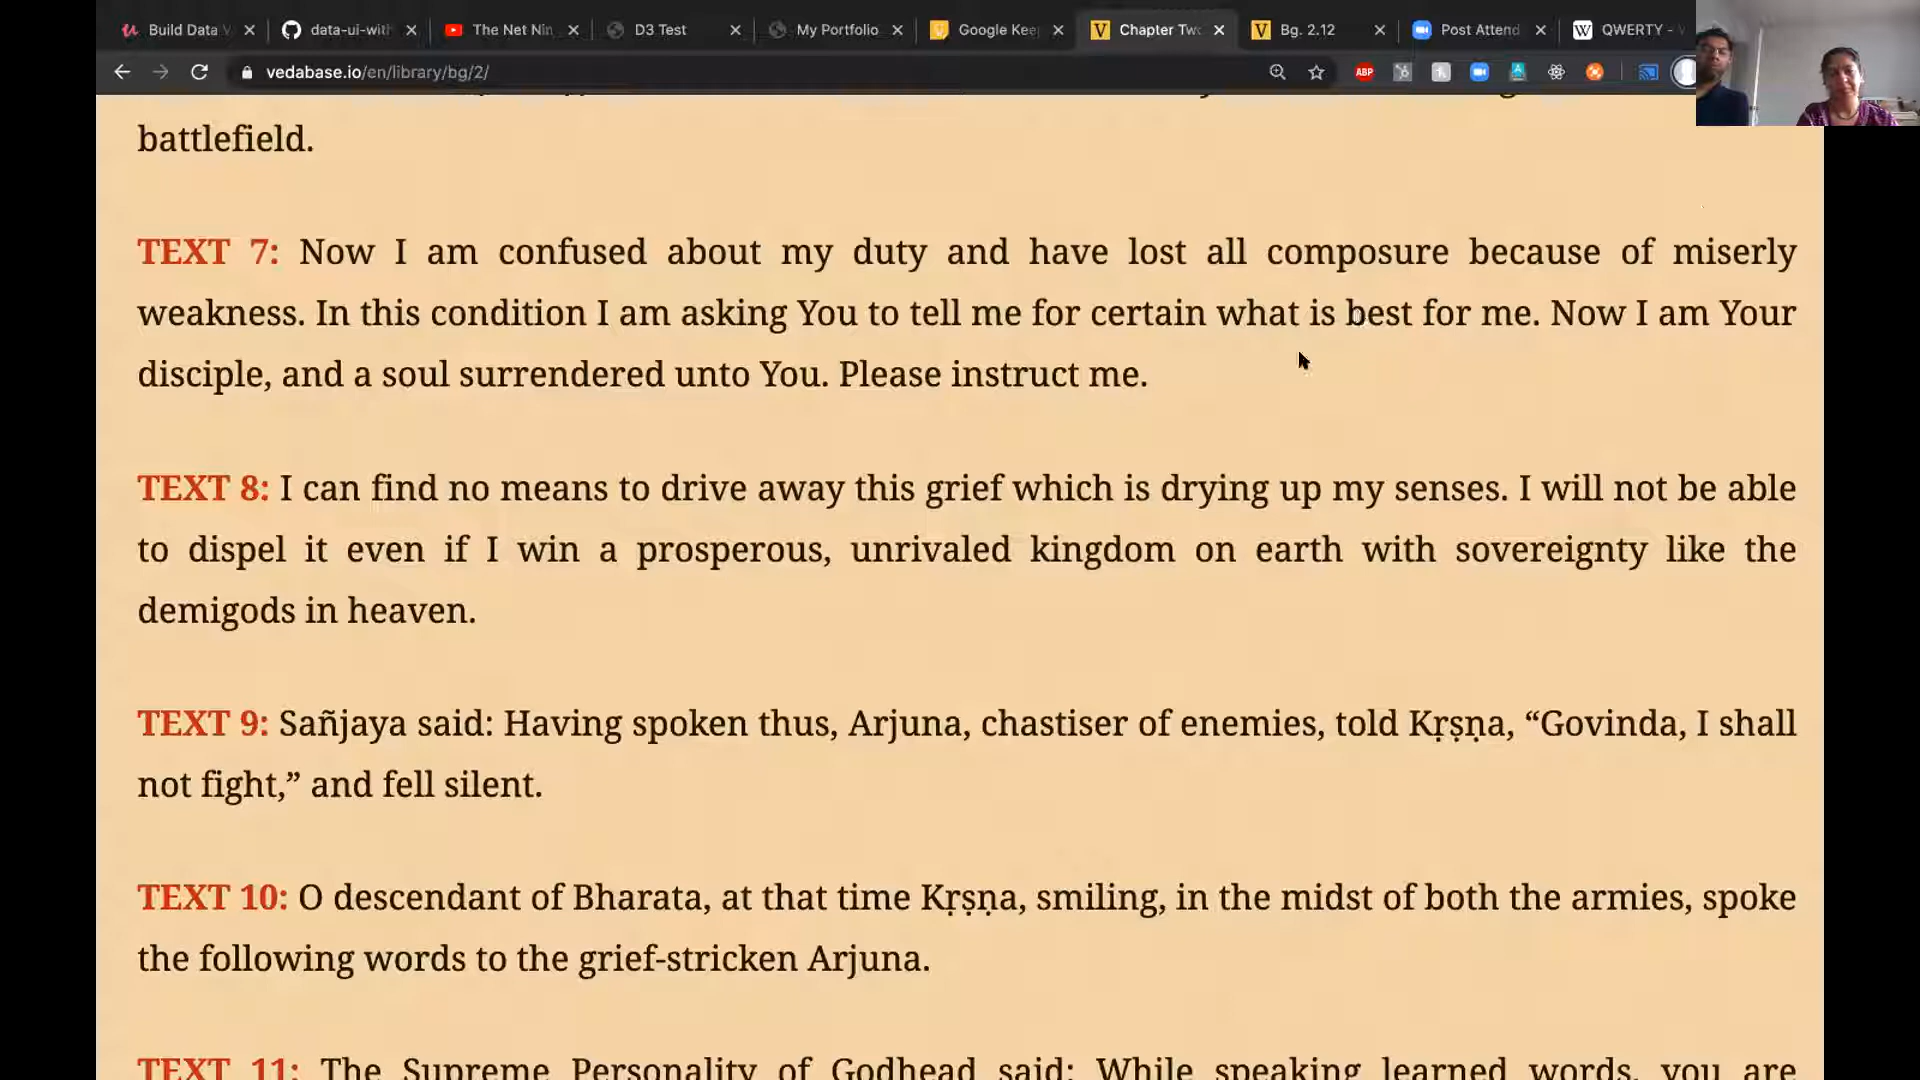 Build Data V
data-ui-with
The Net Nin
D3 Test
My Portfolio
Google Keep
Chapter Two
Bg. 2.12
Post Attend
QWERTY - W
vedabase.io/en/library/bg/2/
ABP
battlefield.
TEXT 7: Now I am confused about my duty and have lost all composure because of miserly
weakness. In this condition I am asking You to tell me for certain what is best for me. Now I am Your
disciple, and a soul surrendered unto You. Please instruct me.
TEXT 8: I can find no means to drive away this grief which is drying up my senses. I will not be able
to dispel it even if I win a prosperous, unrivaled kingdom on earth with sovereignty like the
demigods in heaven.
TEXT 9: Sañjaya said: Having spoken thus, Arjuna, chastiser of enemies, told Kṛṣṇa, “Govinda, I shall
not fight,” and fell silent.
TEXT 10: O descendant of Bharata, at that time Kṛṣṇa, smiling, in the midst of both the armies, spoke
the following words to the grief-stricken Arjuna.
TEXT 11: The Supreme Personality of Godhead said: While speaking learned words, you are